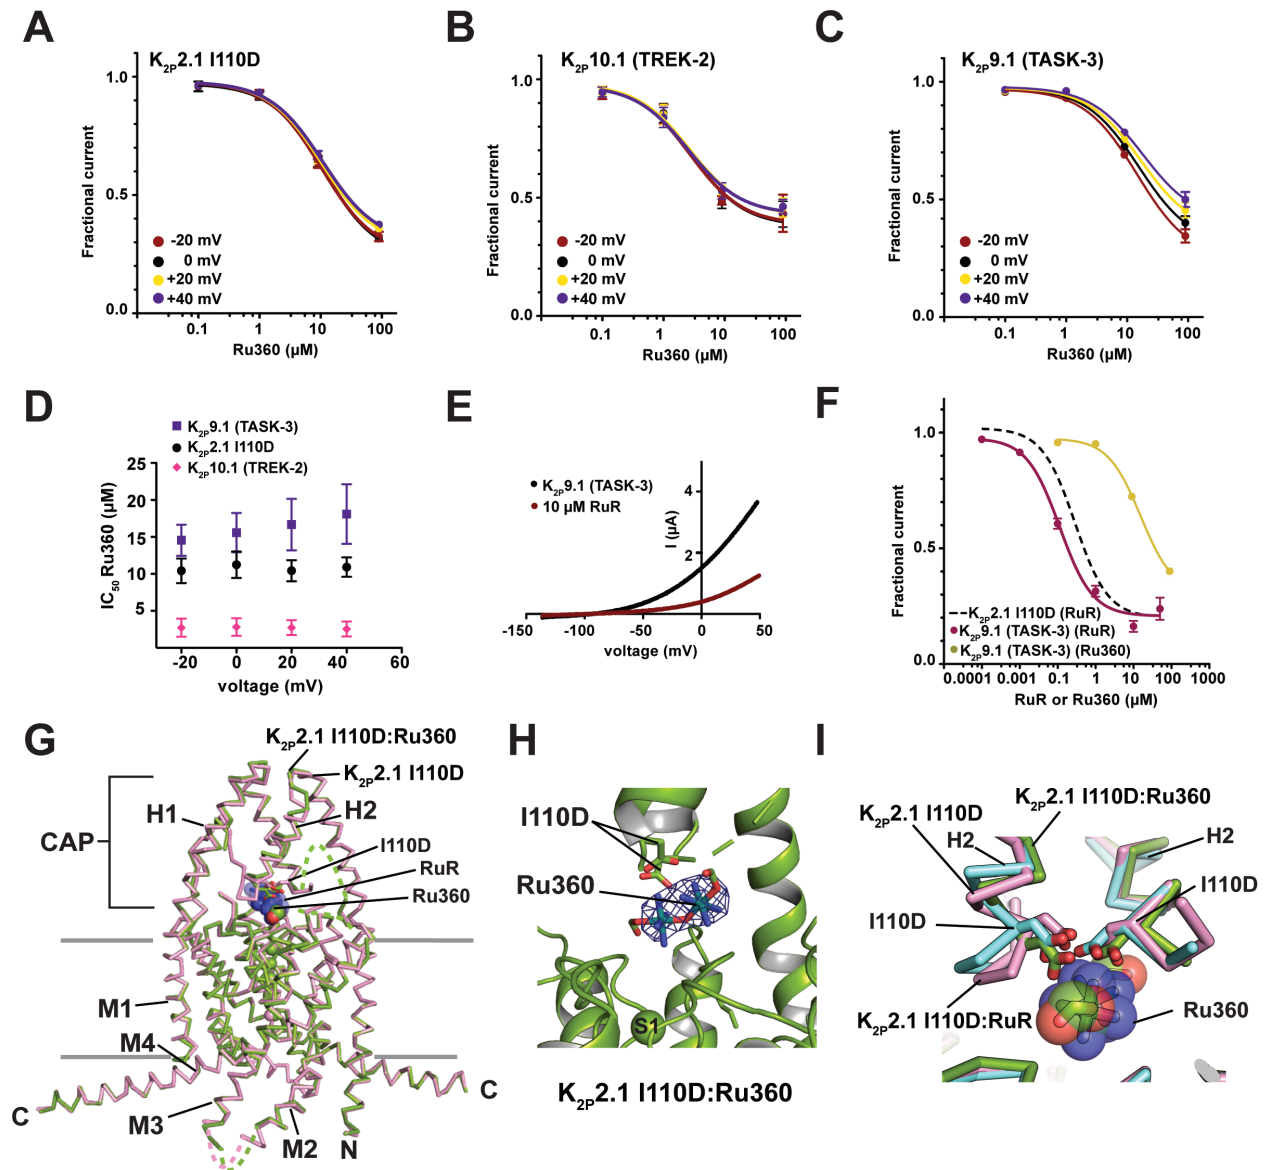 A
K2P2.1 I110D
1.0
0.5
0.0
Fractional current
-20 mV
0 mV
+20 mV
+40 mV
0.1 1 10 100
Ru360 (µM)
B
K2P10.1 (TREK-2)
1.0
0.5
0.0
Fractional current
-20 mV
0 mV
+20 mV
+40 mV
0.1 1 10 100
Ru360 (µM)
C
K2P9.1 (TASK-3)
1.0
0.5
0.0
Fractional current
-20 mV
0 mV
+20 mV
+40 mV
0.1 1 10 100
Ru360 (µM)
D
K2P9.1 (TASK-3)
K2P2.1 I110D
K2P10.1 (TREK-2)
25
20
15
10
5
IC50 Ru360 (µM)
-20 0 20 40 60
voltage (mV)
E
K2P9.1 (TASK-3)
10 µM RuR
I (µA)
4
2
-150 -100 -50 0 50
voltage (mV)
F
1.0
0.5
0.0
Fractional current
K2P2.1 I110D (RuR)
K2P9.1 (TASK-3) (RuR)
K2P9.1 (TASK-3) (Ru360)
0.0001 0.001 0.1 1 10 100 1000
RuR or Ru360 (µM)
G
K2P2.1 I110D:Ru360
K2P2.1 I110D
H1
H2
CAP
I110D
RuR
Ru360
M1
M4
C
M3
M2
N
C
H
I110D
Ru360
S1
K2P2.1 I110D:Ru360
I
K2P2.1 I110D:Ru360
K2P2.1 I110D
H2
H2
I110D
I110D
Ru360
K2P2.1 I110D:RuR